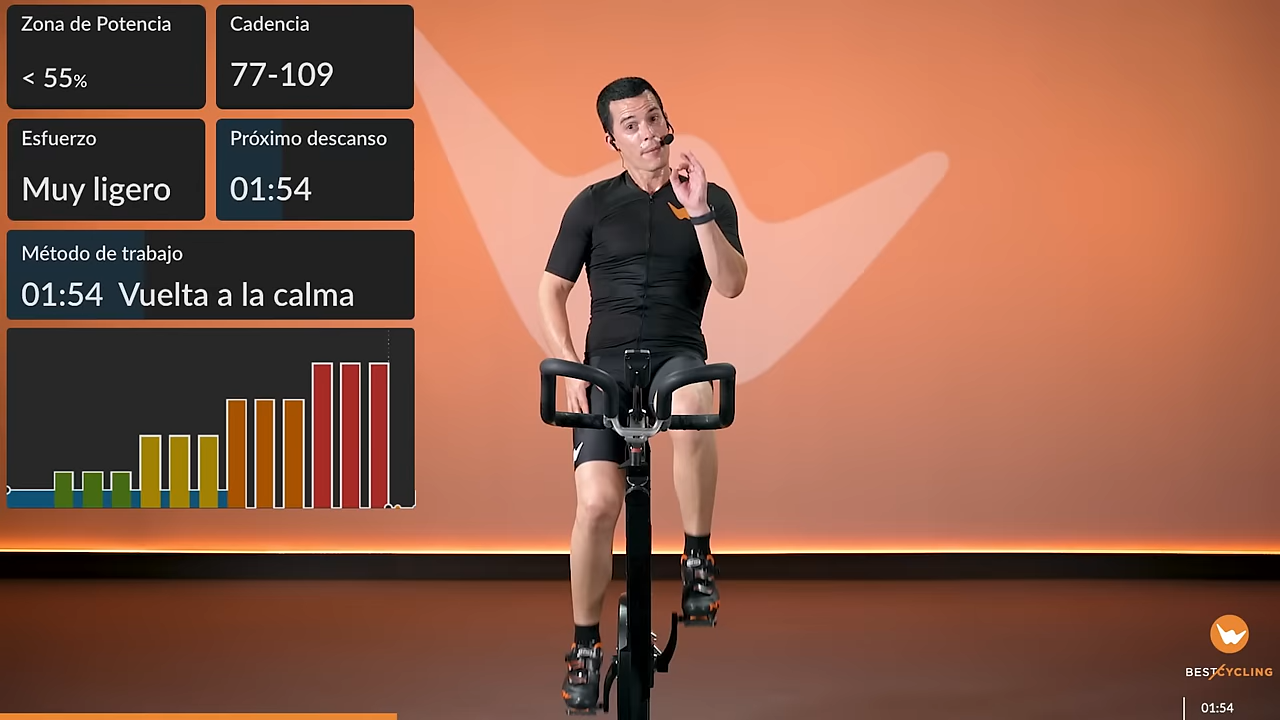 Zona de Potencia
< 55%
Cadencia
77-109
Esfuerzo
Muy ligero
Próximo descanso
01:54
Método de trabajo
01:54 Vuelta a la calma
BESTCYCLING
01:54